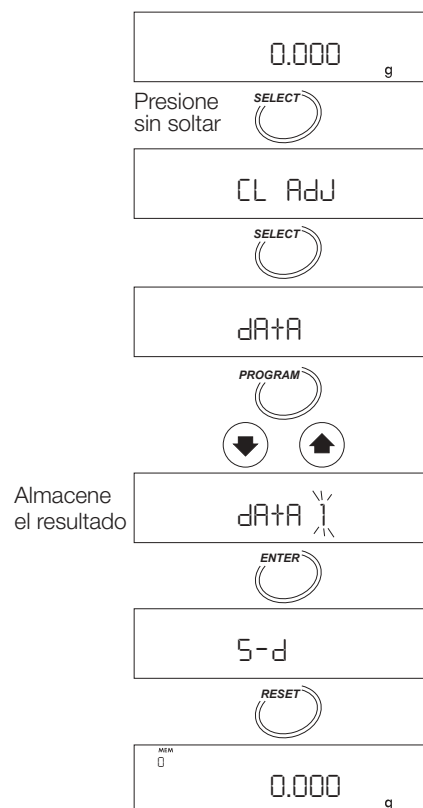 0.000 g
Presione
sin soltar
SELECT
CL AdJ
SELECT
dAtA
PROGRAM
Almacene
el resultado
dAtA 1
ENTER
S-d
RESET
MEM
0
0.000 g